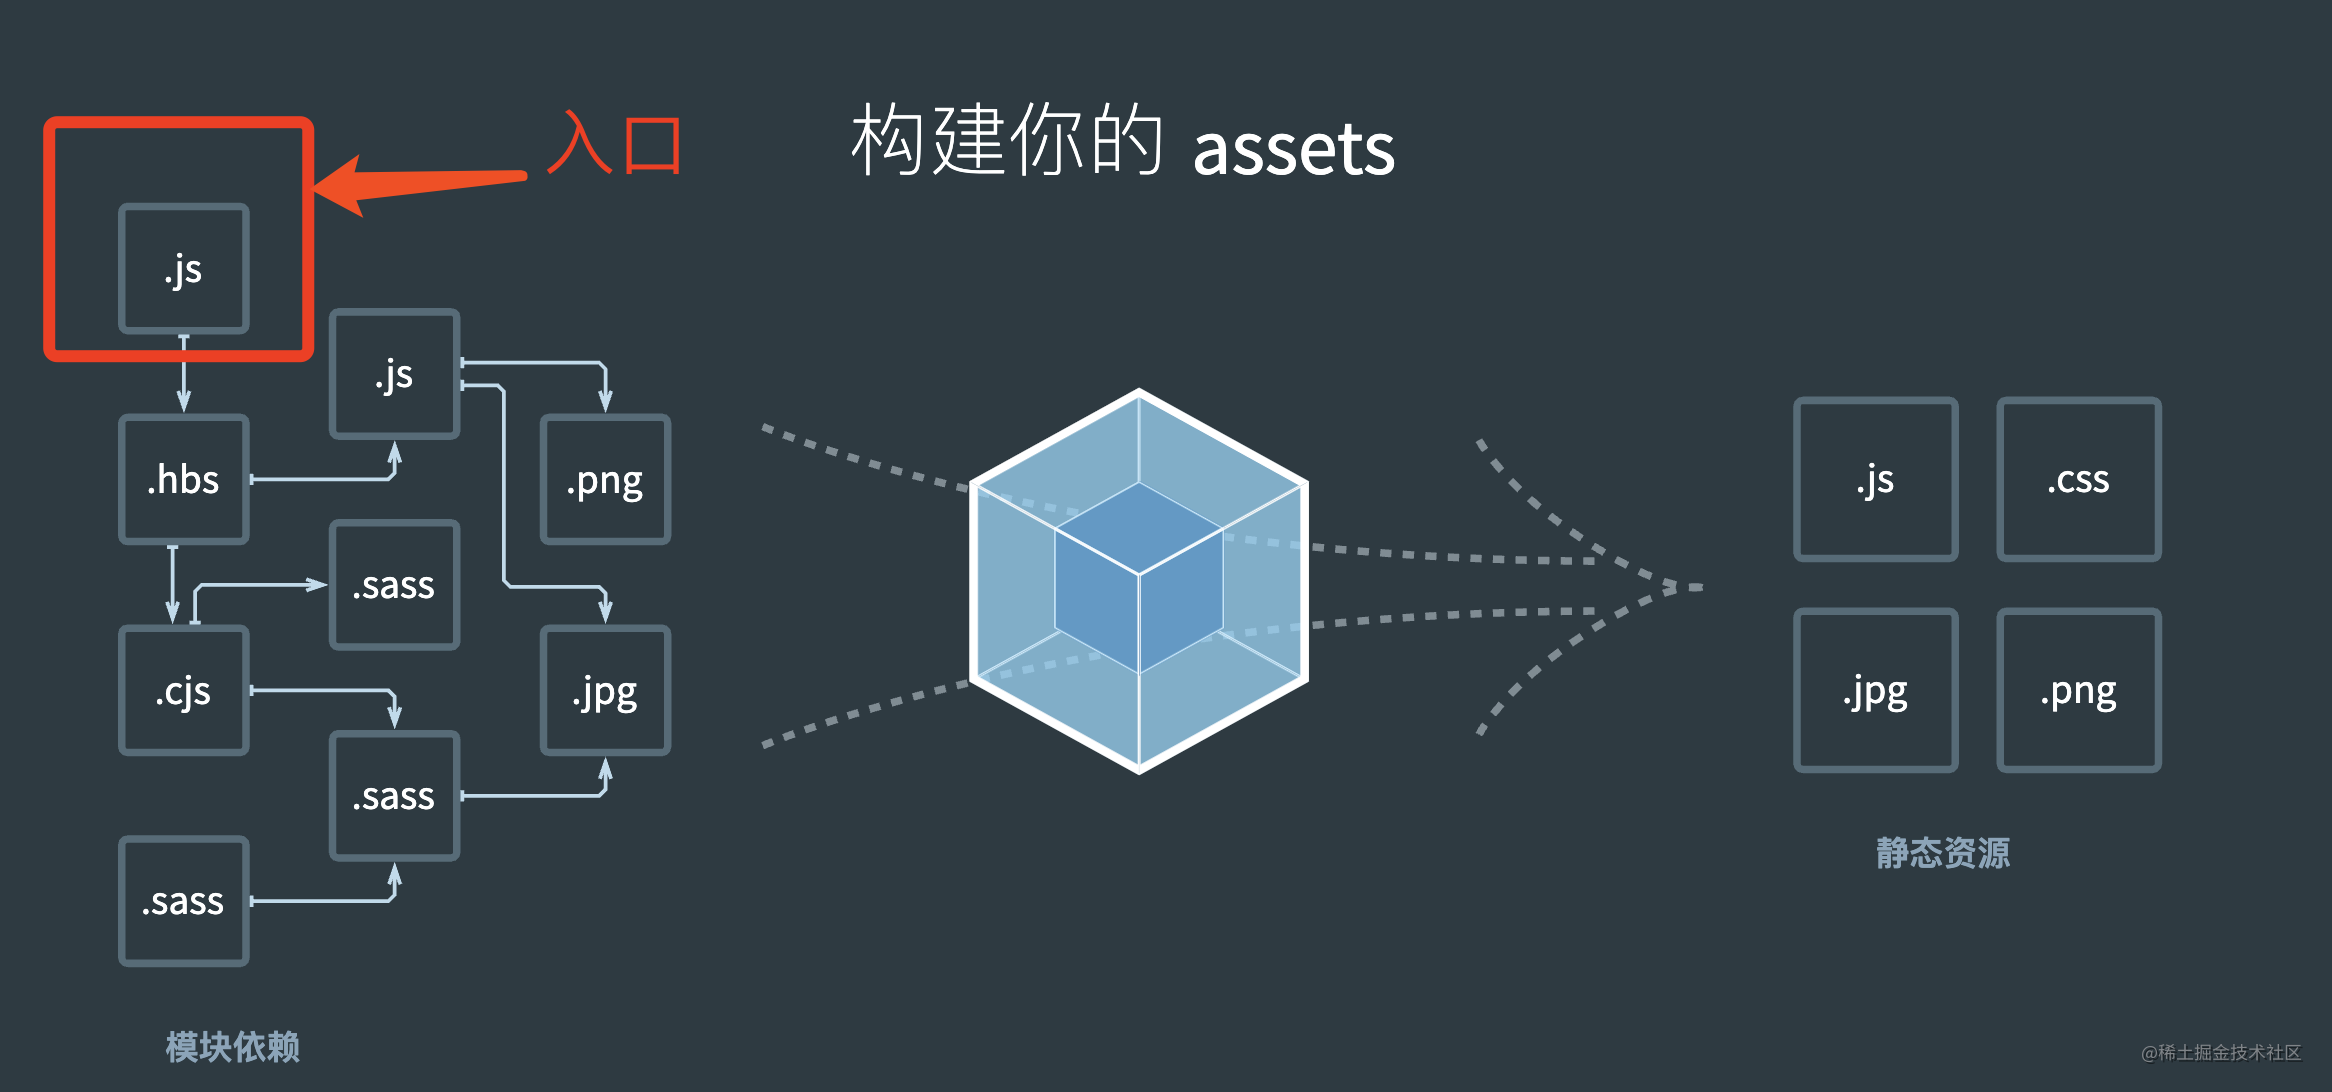 入口
构建你的 assets
.js
.js
.hbs
.png
.sass
.cjs
.jpg
.sass
.sass
模块依赖
.js
.css
.jpg
.png
静态资源
@稀土掘金技术社区